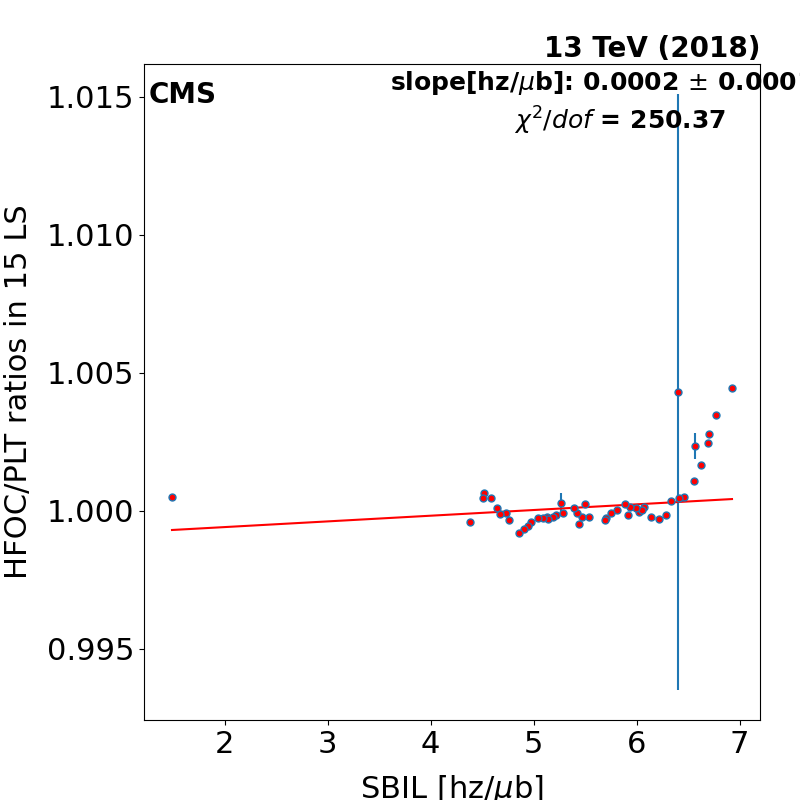 13 TeV (2018)
CMS
slope[hz/μb]: 0.0002 ± 0.000
χ²/dof = 250.37
HFOC/PLT ratios in 15 LS
1.015
1.010
1.005
1.000
0.995
2 3 4 5 6 7
SBIL [hz/μb]